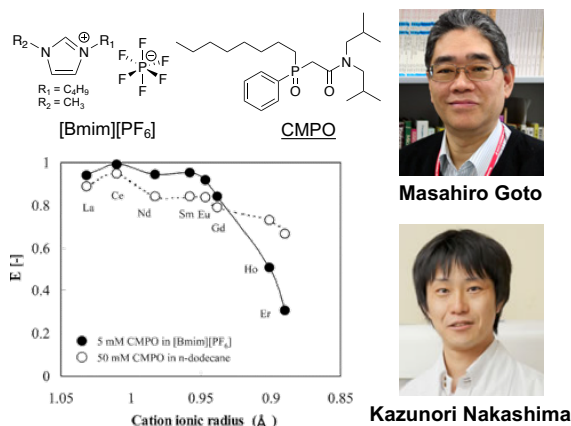 R₂ N ⊕ N R₁
R₁ = C₄H₉
R₂ = CH₃
F F F P ⊖ F F F
[Bmim][PF₆]
P O O N
CMPO
Masahiro Goto
1
0.8
0.6
0.4
0.2
0
E [-]
La
Ce
Nd
Sm
Eu
Gd
Ho
Er
5 mM CMPO in [Bmim][PF₆]
50 mM CMPO in n-dodecane
1.05 1 0.95 0.9 0.85
Cation ionic radius (Å)
Kazunori Nakashima